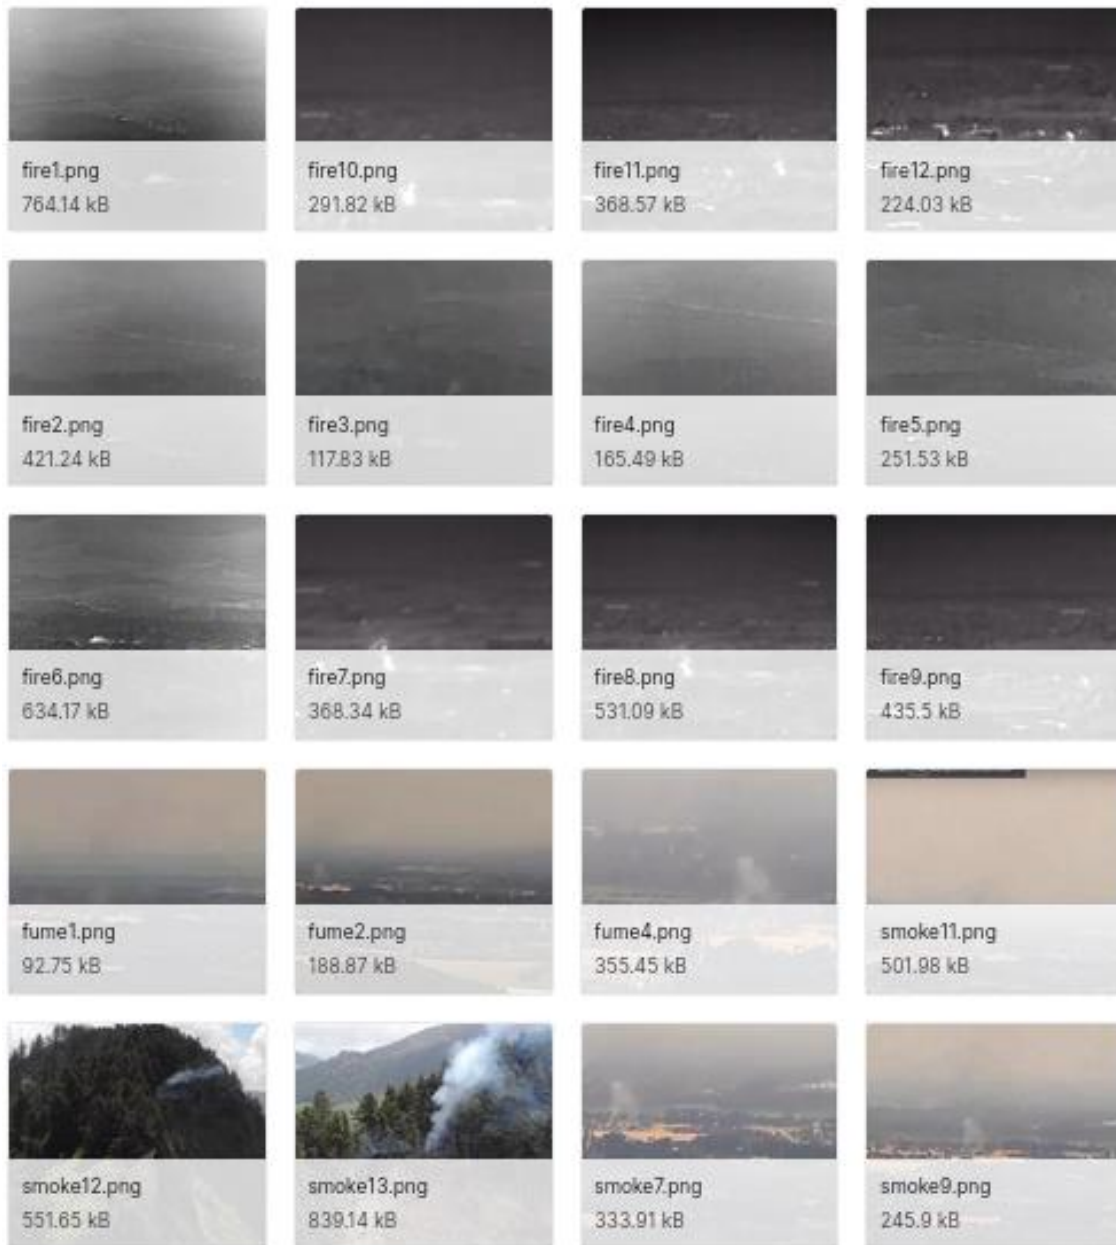 fire1.png
764.14 kB
fire10.png
291.82 kB
fire11.png
368.57 kB
fire12.png
224.03 kB
fire2.png
421.24 kB
fire3.png
117.83 kB
fire4.png
165.49 kB
fire5.png
251.53 kB
fire6.png
634.17 kB
fire7.png
368.34 kB
fire8.png
531.09 kB
fire9.png
435.5 kB
fume1.png
92.75 kB
fume2.png
188.87 kB
fume4.png
355.45 kB
smoke11.png
501.98 kB
smoke12.png
551.65 kB
smoke13.png
839.14 kB
smoke7.png
333.91 kB
smoke9.png
245.9 kB